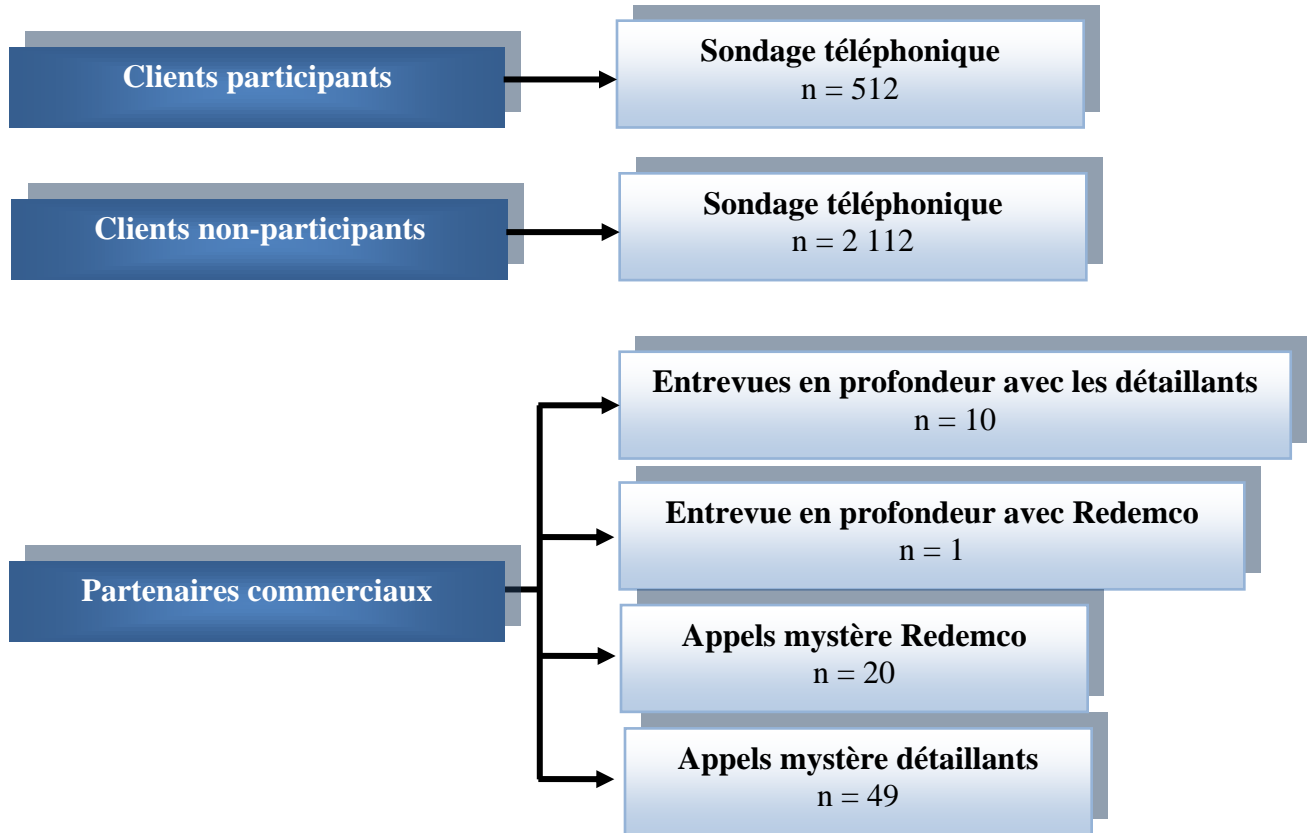 Clients participants
Sondage téléphonique
n = 512
Clients non-participants
Sondage téléphonique
n = 2 112
Partenaires commerciaux
Entrevues en profondeur avec les détaillants
n = 10
Entrevue en profondeur avec Redemco
n = 1
Appels mystère Redemco
n = 20
Appels mystère détaillants
n = 49